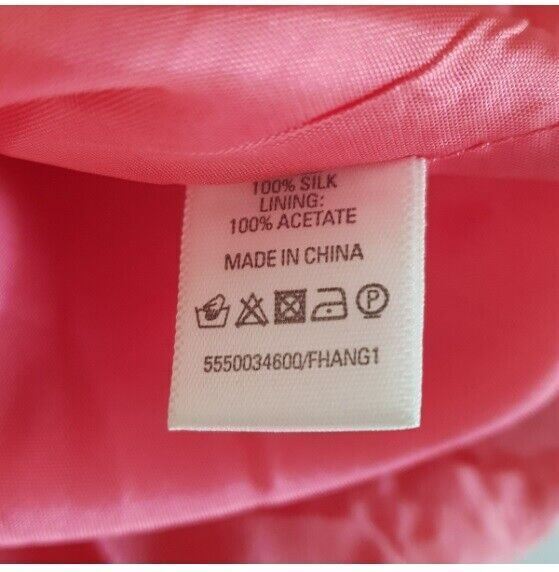 100% SILK
LINING:
100% ACETATE
MADE IN CHINA
P
5550034600/FHANG1